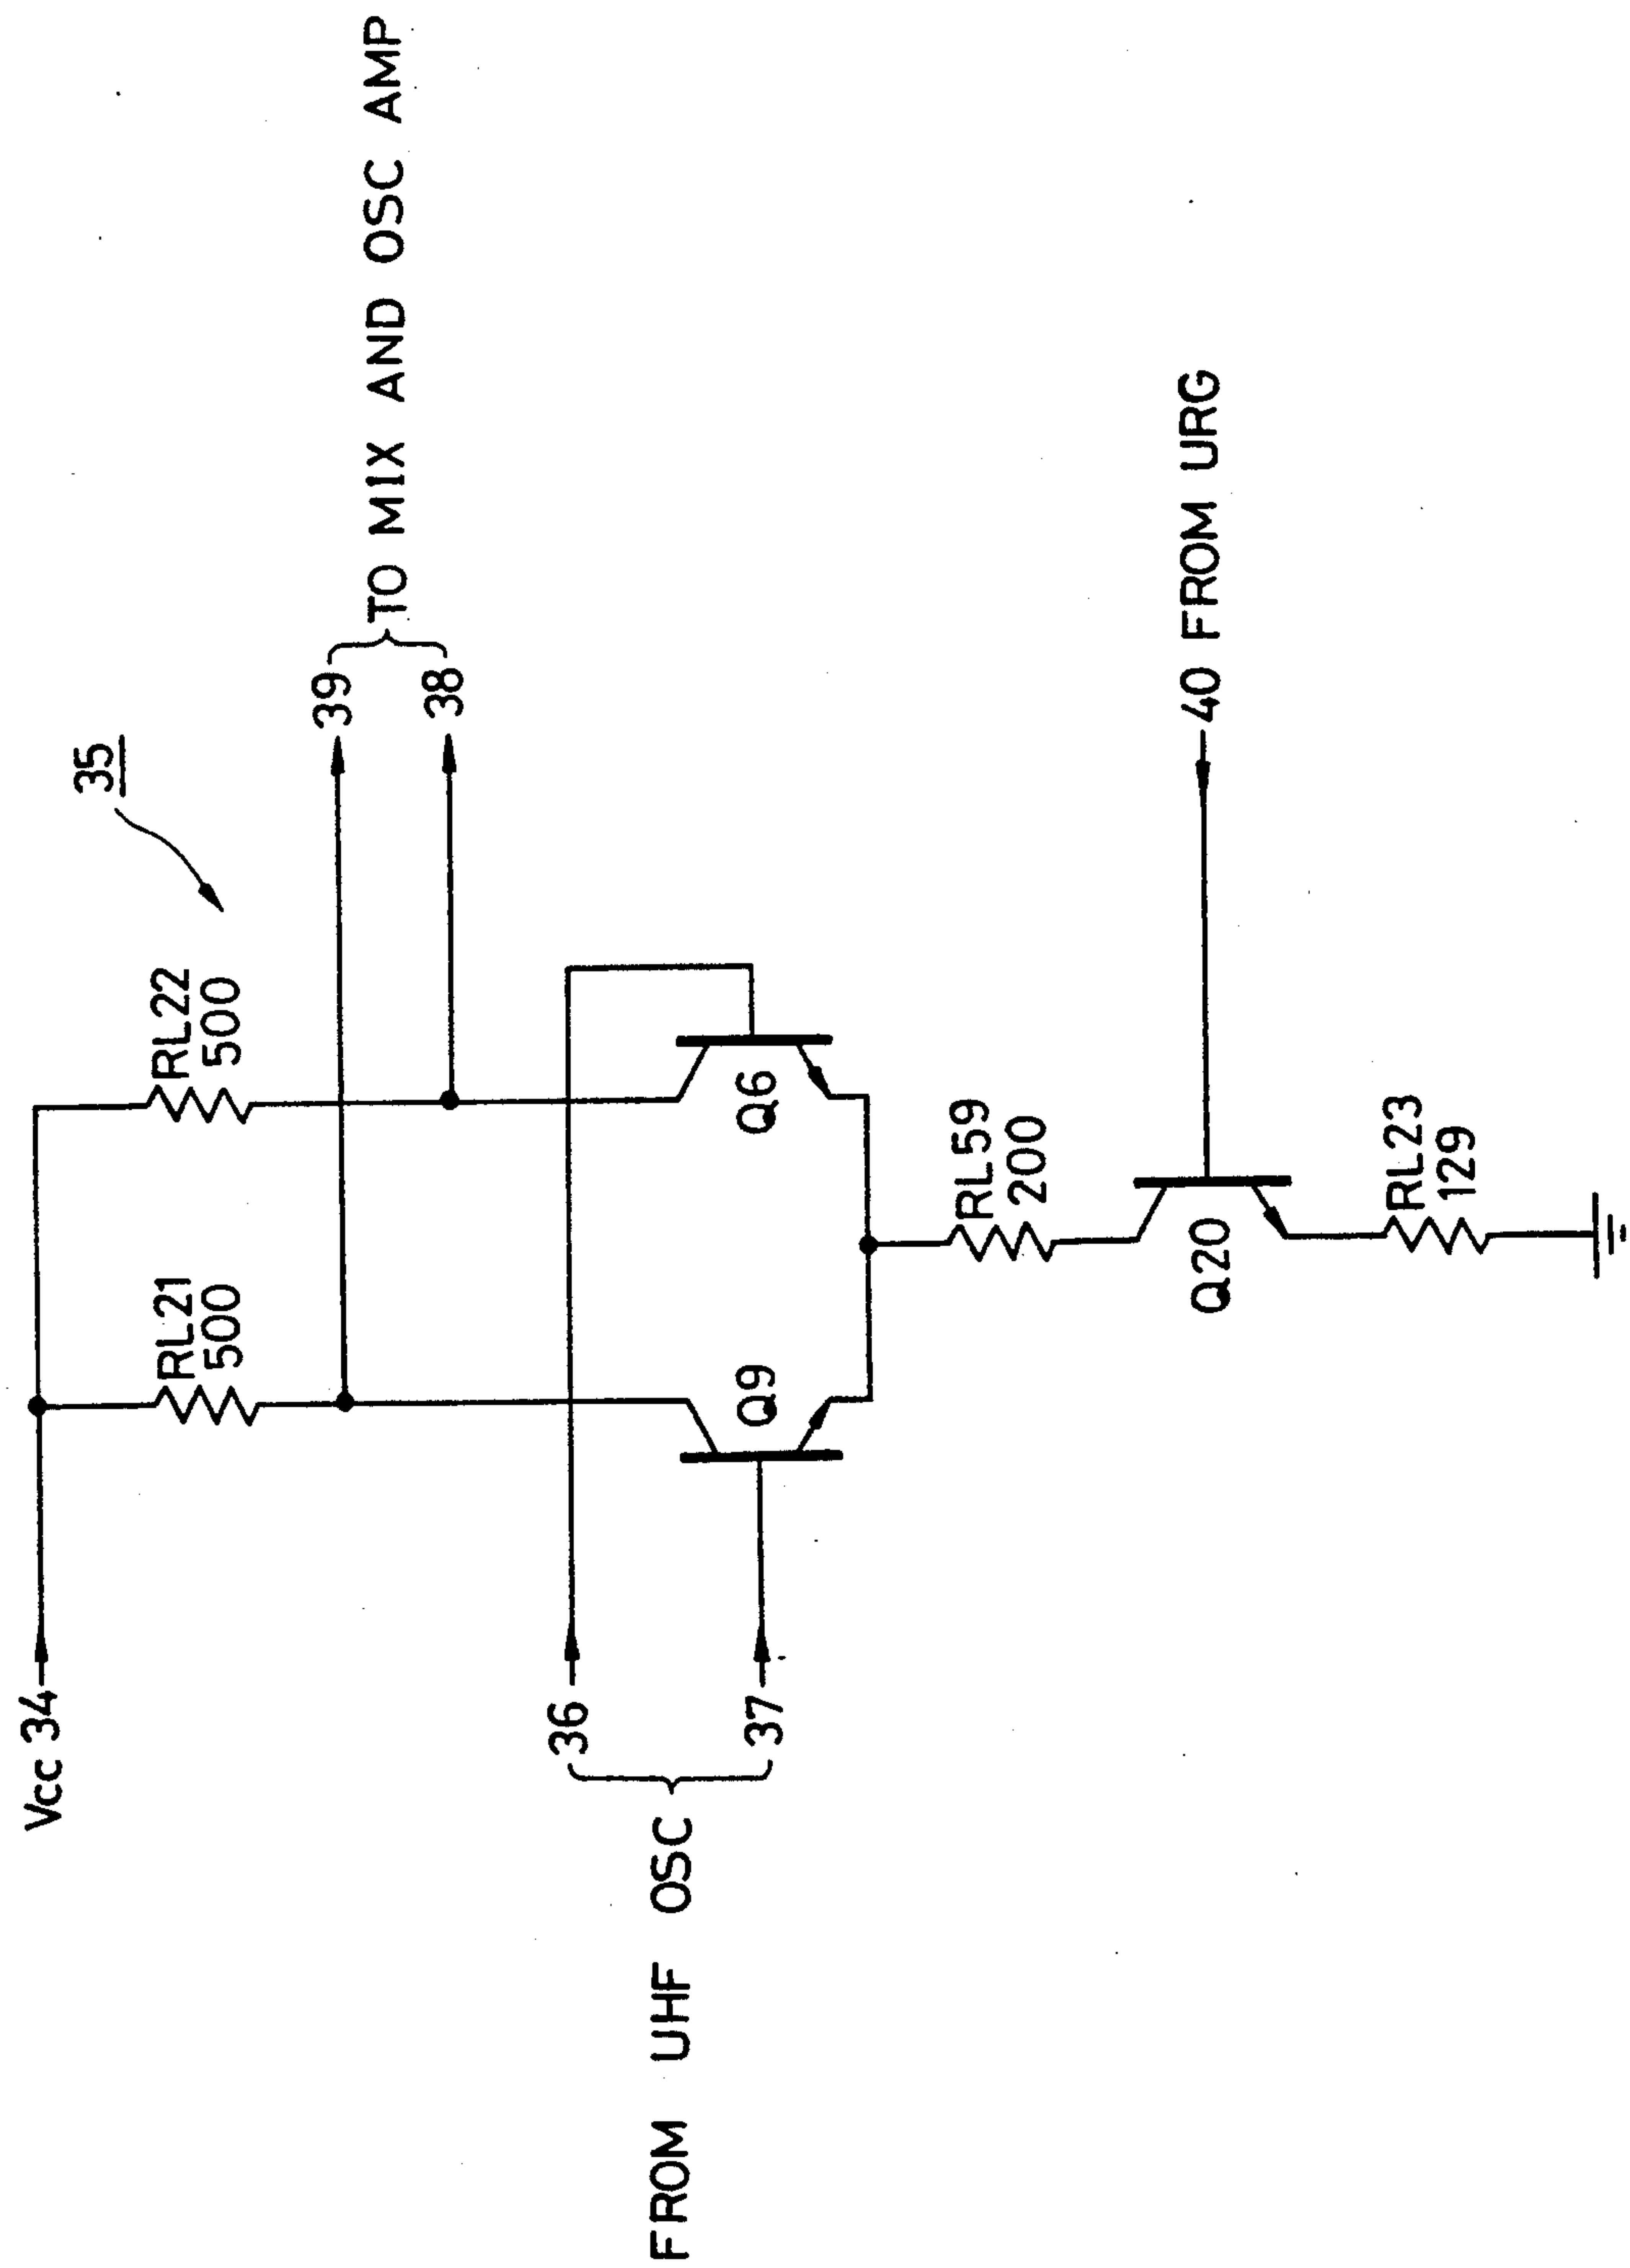 Vcc 34
35
RL21
500
RL22
500
39
38
TO MIX AND OSC AMP
36
37
FROM UHF OSC
Q9
Q6
RL59
200
40 FROM URG
Q20
RL23
129